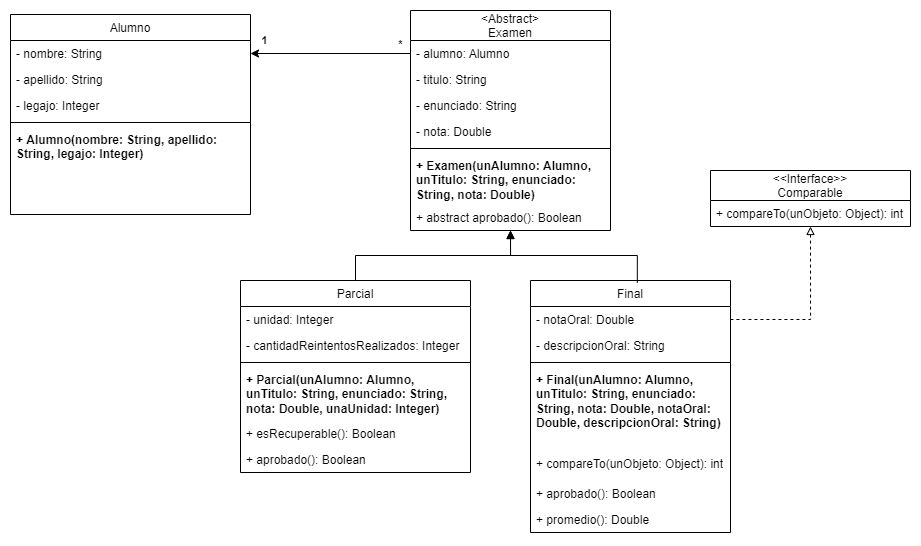 Alumno
- nombre: String
- apellido: String
- legajo: Integer
+ Alumno(nombre: String, apellido:
String, legajo: Integer)
1
*
<Abstract>
Examen
- alumno: Alumno
- titulo: String
- enunciado: String
- nota: Double
+ Examen(unAlumno: Alumno,
unTitulo: String, enunciado:
String, nota: Double)
+ abstract aprobado(): Boolean
<<Interface>>
Comparable
+ compareTo(unObjeto: Object): int
Parcial
- unidad: Integer
- cantidadReintentosRealizados: Integer
+ Parcial(unAlumno: Alumno,
unTitulo: String, enunciado: String,
nota: Double, unaUnidad: Integer)
+ esRecuperable(): Boolean
+ aprobado(): Boolean
Final
- notaOral: Double
- descripcionOral: String
+ Final(unAlumno: Alumno,
unTitulo: String, enunciado:
String, nota: Double, notaOral:
Double, descripcionOral: String)
+ compareTo(unObjeto: Object): int
+ aprobado(): Boolean
+ promedio(): Double